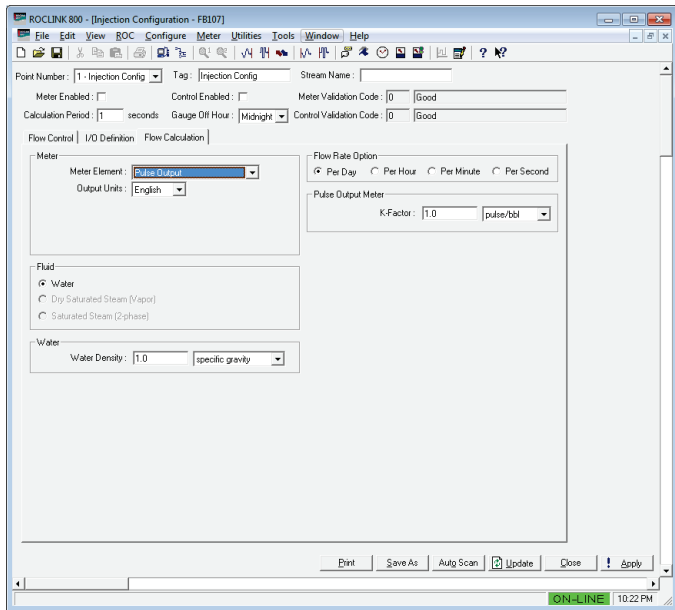 ROCLINK 800 - [Injection Configuration - FB107]
File Edit View ROC Configure Meter Utilities Tools Window Help
Point Number : 1 - Injection Config Tag : Injection Config Stream Name :
Meter Enabled : Control Enabled : Meter Validation Code : 0 Good
Calculation Period : 1 seconds Gauge Off Hour : Midnight Control Validation Code : 0 Good
Flow Control I/O Definition Flow Calculation
Meter
Meter Element : Pulse Output
Output Units : English
Flow Rate Option
Per Day Per Hour Per Minute Per Second
Pulse Output Meter
K-Factor : 1.0 pulse/bbl
Fluid
Water
Dry Saturated Steam (Vapor)
Saturated Steam (2-phase)
Water
Water Density : 1.0 specific gravity
Print Save As Auto Scan Update Close ! Apply
ON-LINE 10:22 PM